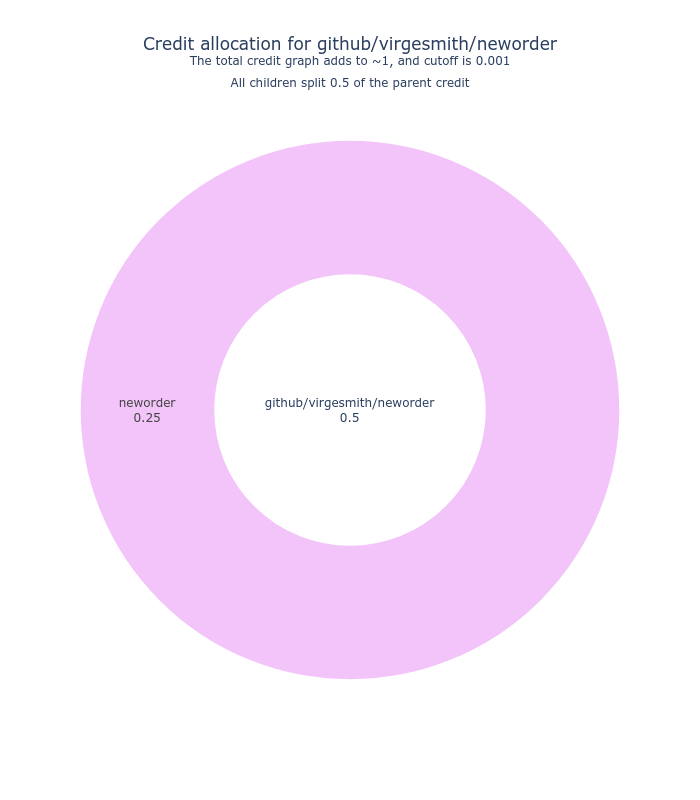 Credit allocation for github/virgesmith/neworder
The total credit graph adds to ~1, and cutoff is 0.001
All children split 0.5 of the parent credit
neworder
0.25
github/virgesmith/neworder
0.5